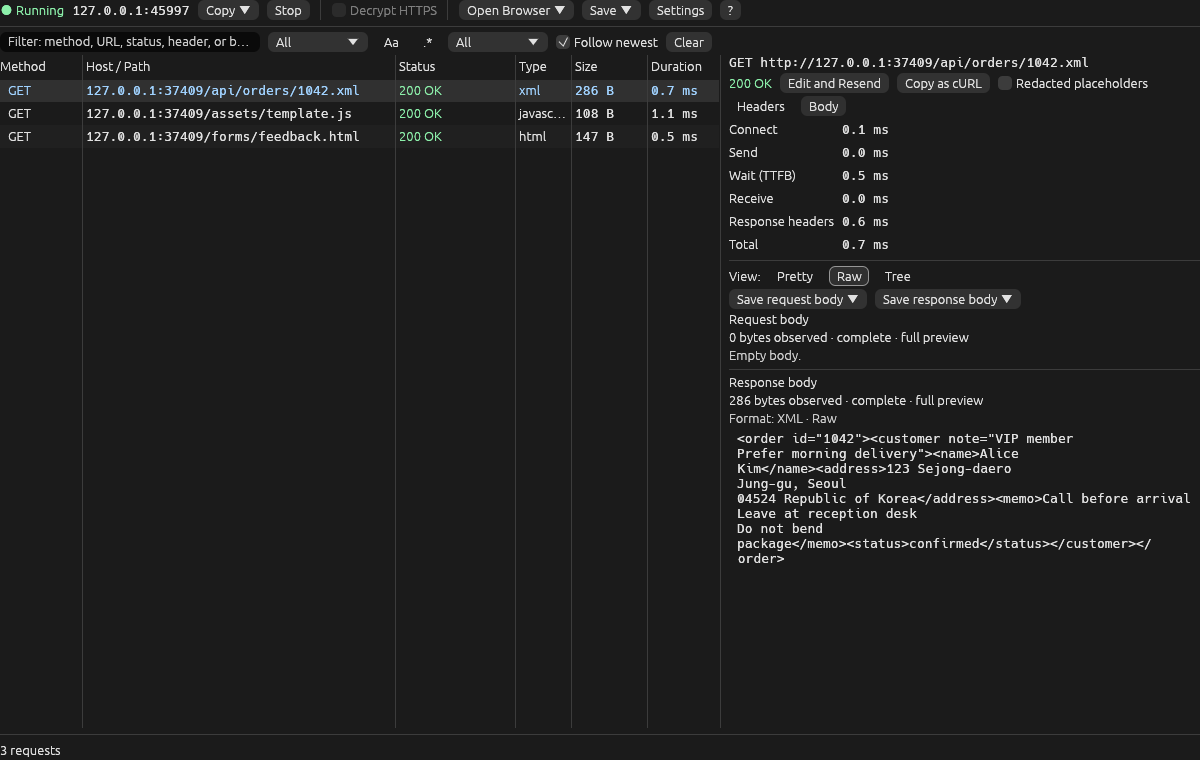 Running 127.0.0.1:45997 Copy ▼ Stop Decrypt HTTPS Open Browser ▼ Save ▼ Settings ?
Filter: method, URL, status, header, or b... All ▼ Aa .* All ▼ Follow newest Clear
Method Host / Path Status Type Size Duration
GET 127.0.0.1:37409/api/orders/1042.xml 200 OK xml 286 B 0.7 ms
GET 127.0.0.1:37409/assets/template.js 200 OK javasc... 108 B 1.1 ms
GET 127.0.0.1:37409/forms/feedback.html 200 OK html 147 B 0.5 ms
GET http://127.0.0.1:37409/api/orders/1042.xml
200 OK Edit and Resend Copy as cURL Redacted placeholders
Headers Body
Connect 0.1 ms
Send 0.0 ms
Wait (TTFB) 0.5 ms
Receive 0.0 ms
Response headers 0.6 ms
Total 0.7 ms
View: Pretty Raw Tree
Save request body ▼ Save response body ▼
Request body
0 bytes observed · complete · full preview
Empty body.
Response body
286 bytes observed · complete · full preview
Format: XML · Raw
<order id="1042"><customer note="VIP member
Prefer morning delivery"><name>Alice
Kim</name><address>123 Sejong-daero
Jung-gu, Seoul
04524 Republic of Korea</address><memo>Call before arrival
Leave at reception desk
Do not bend
package</memo><status>confirmed</status></customer></
order>
3 requests